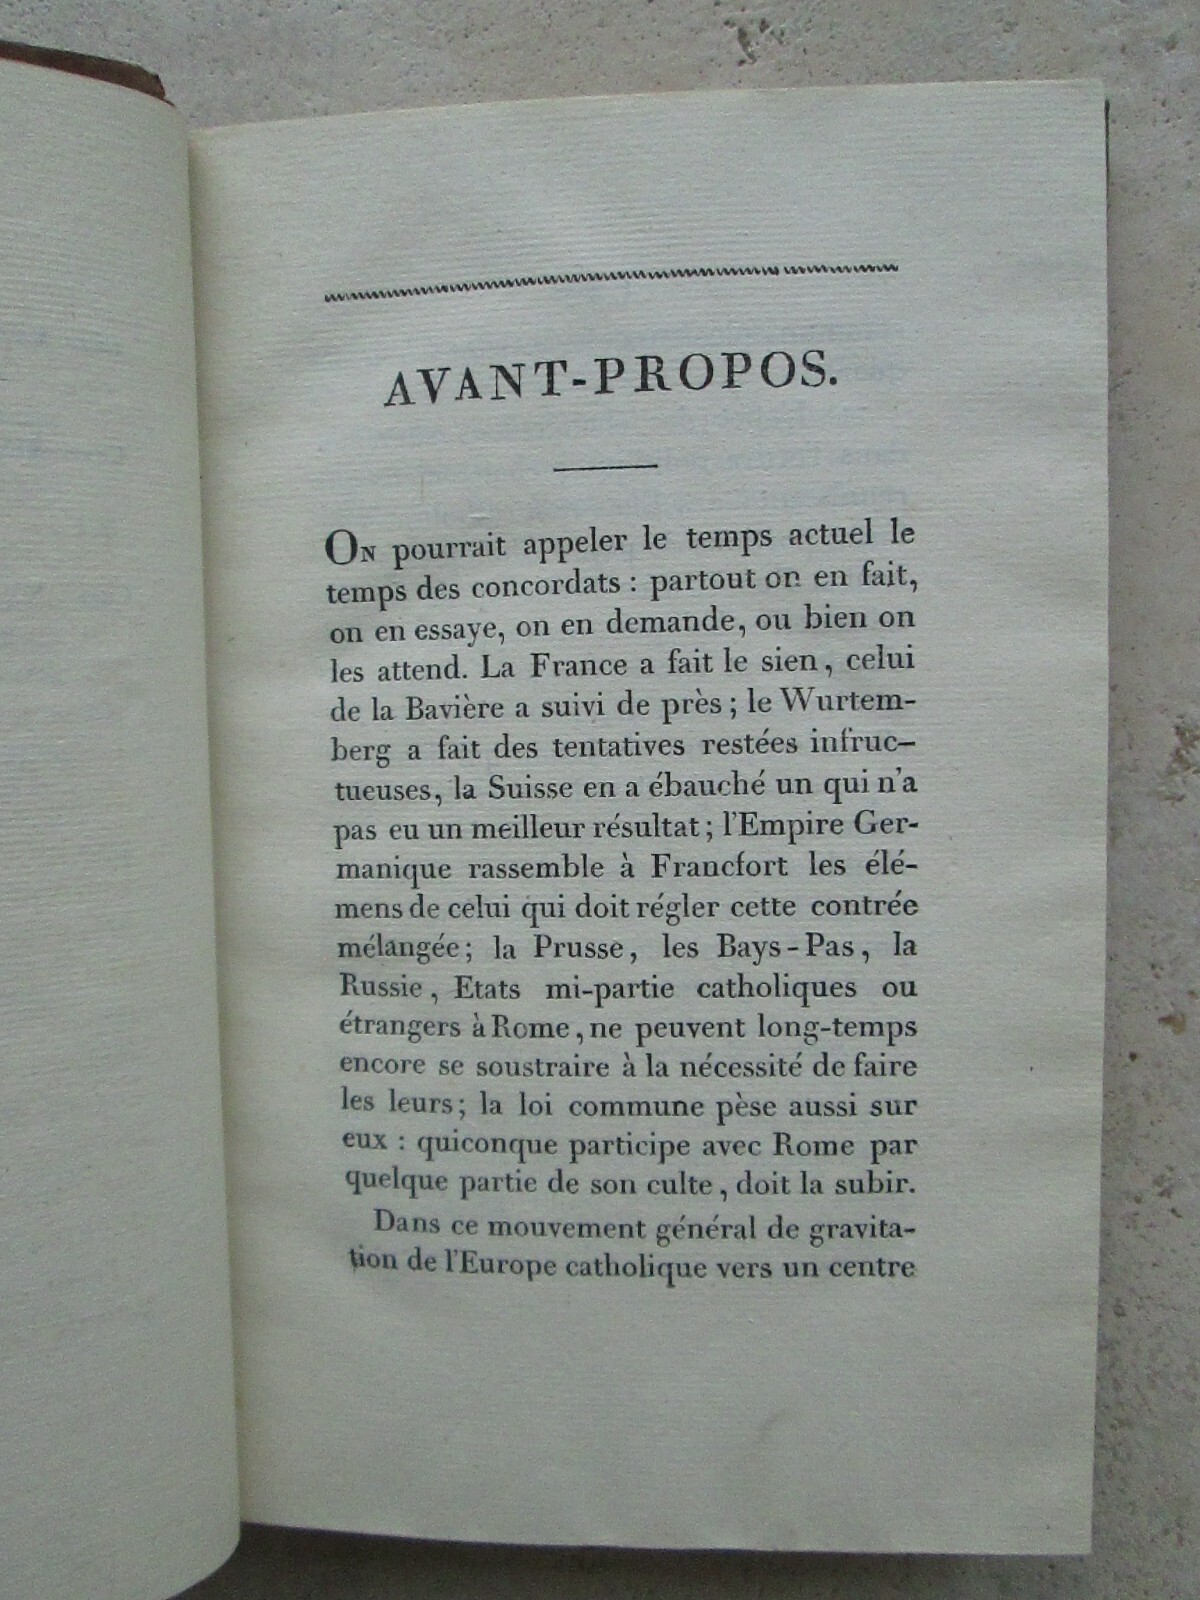 AVANT-PROPOS.
On pourrait appeler le temps actuel le
temps des concordats : partout on en fait,
on en essaye, on en demande, ou bien on
les attend. La France a fait le sien, celui
de la Bavière a suivi de près ; le Wurtem-
berg a fait des tentatives restées infruc-
tueuses, la Suisse en a ébauché un qui n'a
pas eu un meilleur résultat ; l'Empire Ger-
manique rassemble à Francfort les élé-
mens de celui qui doit régler cette contrée
mélangée ; la Prusse, les Bays-Pas, la
Russie, Etats mi-partie catholiques ou
étrangers à Rome, ne peuvent long-temps
encore se soustraire à la nécessité de faire
les leurs ; la loi commune pèse aussi sur
eux : quiconque participe avec Rome par
quelque partie de son culte, doit la subir.
Dans ce mouvement général de gravita-
tion de l'Europe catholique vers un centre